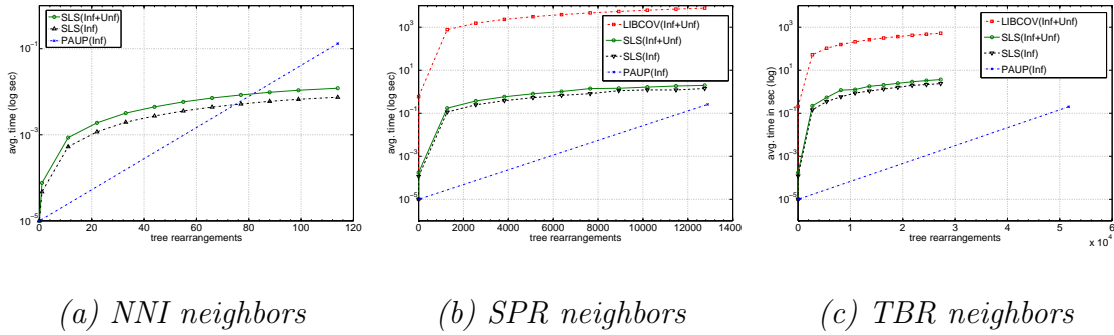 SLS(Inf+Unf)
SLS(Inf)
PAUP(Inf)
avg. time (log sec)
10^-1
10^-3
10^-5
0 20 40 60 80 100 120
tree rearrangements
LIBCOV(Inf+Unf)
SLS(Inf+Unf)
SLS(Inf)
PAUP(Inf)
avg. time (log sec)
10^3
10^1
10^-1
10^-3
10^-5
0 2000 4000 6000 8000 10000 12000 14000
tree rearrangements
LIBCOV(Inf+Unf)
SLS(Inf+Unf)
SLS(Inf)
PAUP(Inf)
avg. time in sec (log)
10^3
10^1
10^-1
10^-3
10^-5
0 1 2 3 4 5 6
x 10^4
tree rearrangements
(a) NNI neighbors
(b) SPR neighbors
(c) TBR neighbors